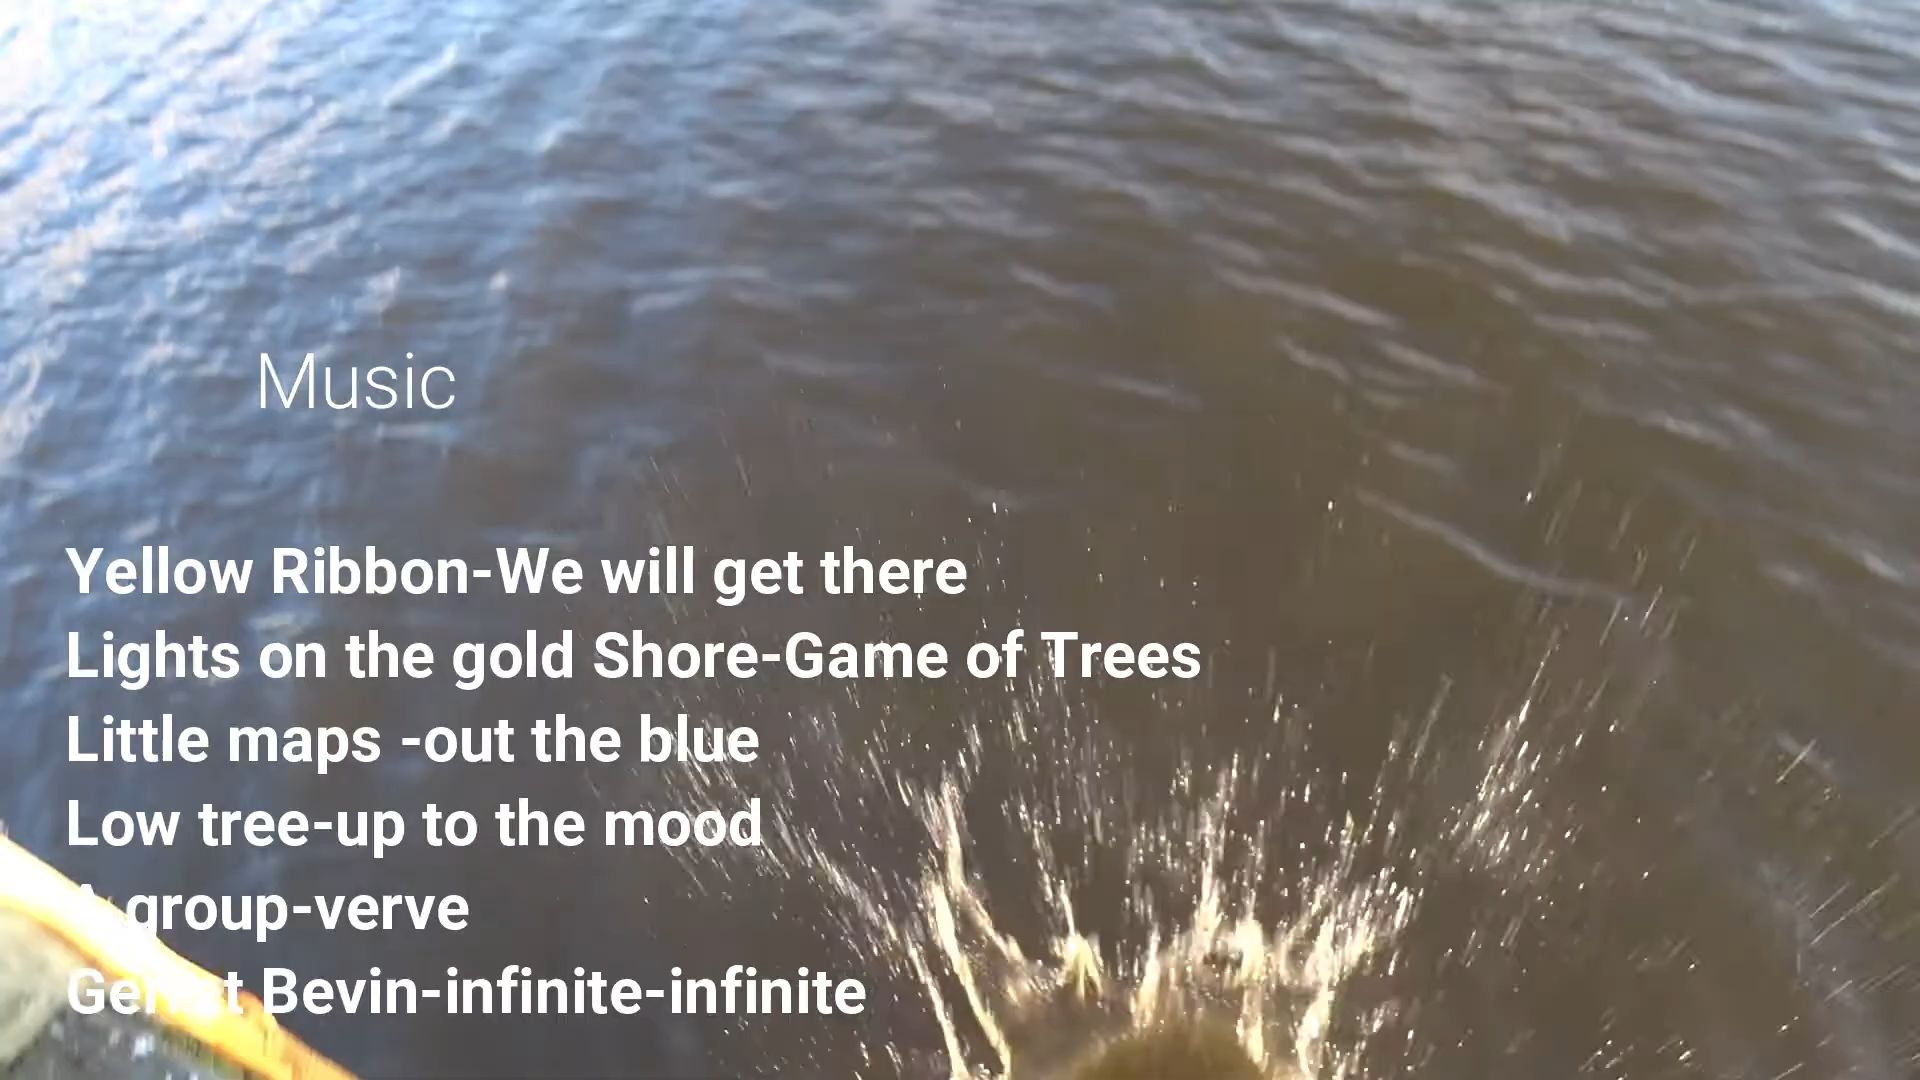 Music
Yellow Ribbon-We will get there
Lights on the gold Shore-Game of Trees
Little maps -out the blue
Low tree-up to the mood
A group-verve
Bevin-infinite-infinite